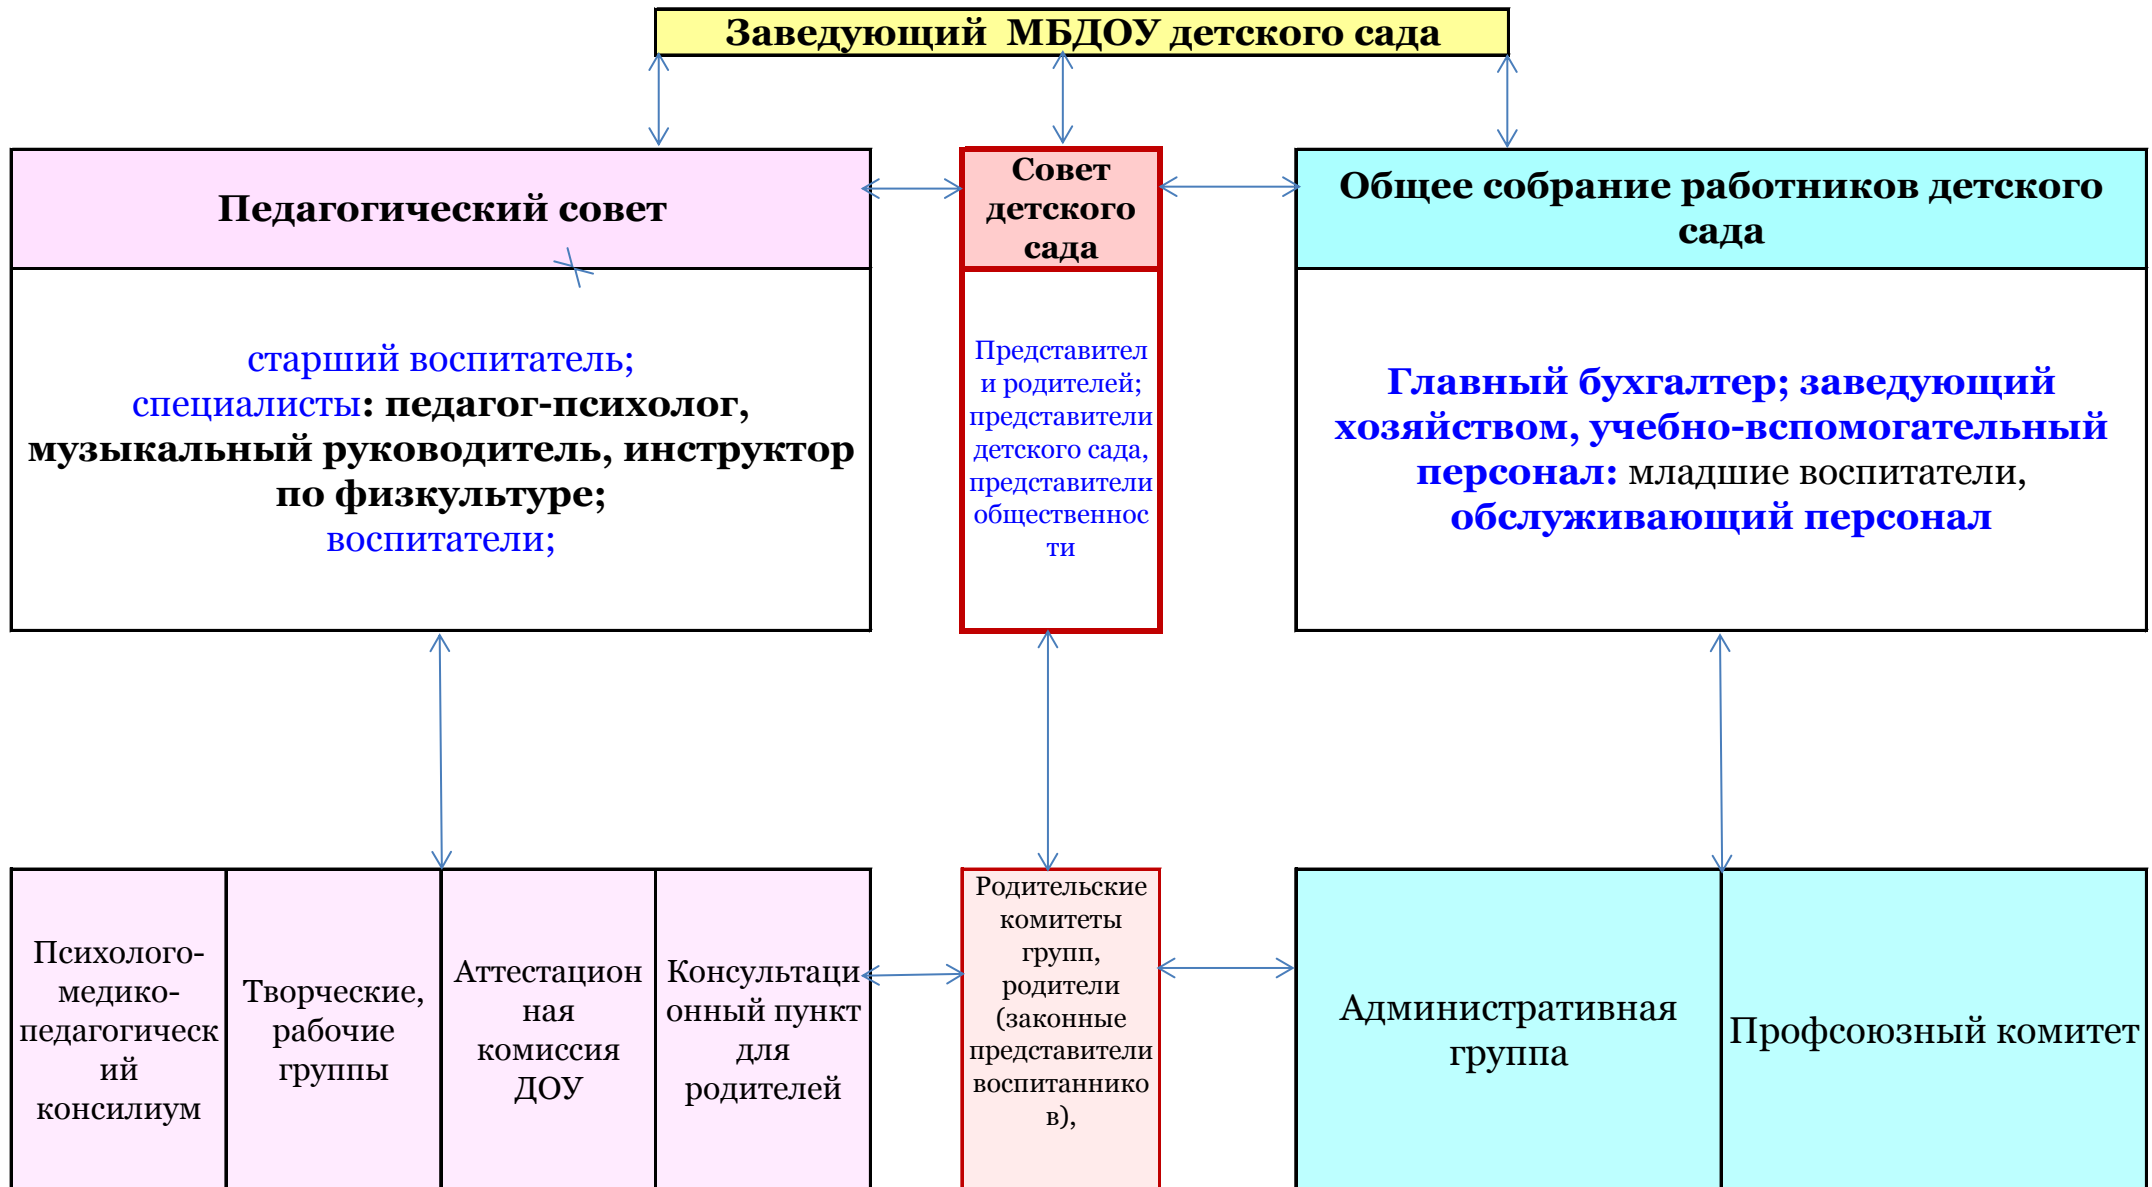 Заведующий  МБДОУ детского сада
Педагогический совет
старший воспитатель;
специалисты: педагог-психолог,
музыкальный руководитель, инструктор
по физкультуре;
воспитатели;
Совет
детского
сада
Представител
и родителей;
представители
детского сада,
представители
общественнос
ти
Общее собрание работников детского
сада
Главный бухгалтер; заведующий
хозяйством, учебно-вспомогательный
персонал: младшие воспитатели,
обслуживающий персонал
Психолого-
медико-
педагогическ
ий
консилиум
Творческие,
рабочие
группы
Аттестацион
ная
комиссия
ДОУ
Консультаци
онный пункт
для
родителей
Родительские
комитеты
групп,
родители
(законные
представители
воспитаннико
в),
Административная
группа
Профсоюзный комитет